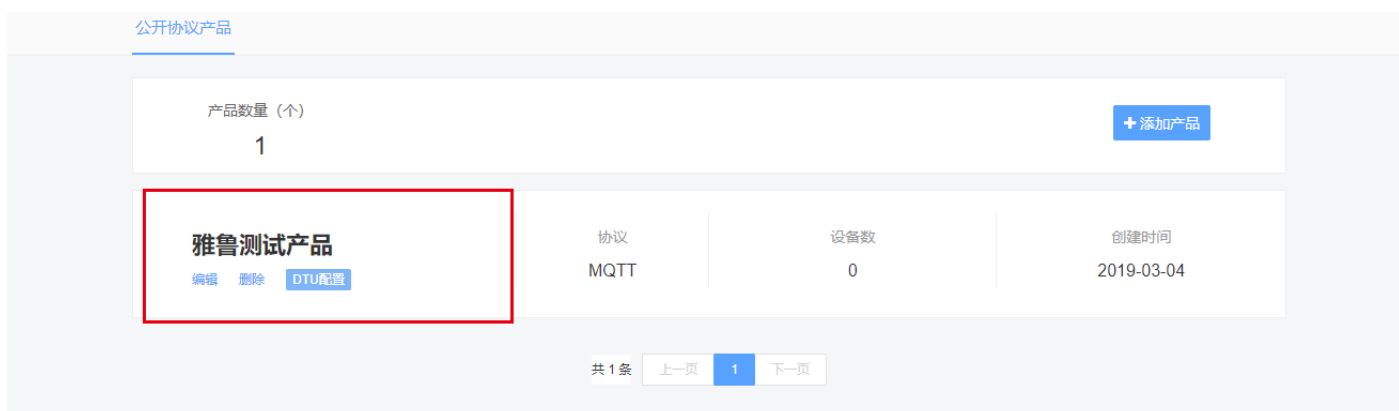 公开协议产品
产品数量（个）
1
添加产品
雅鲁测试产品
编辑 删除 DTU配置
协议
MQTT
设备数
0
创建时间
2019-03-04
共 1 条 上一页 1 下一页